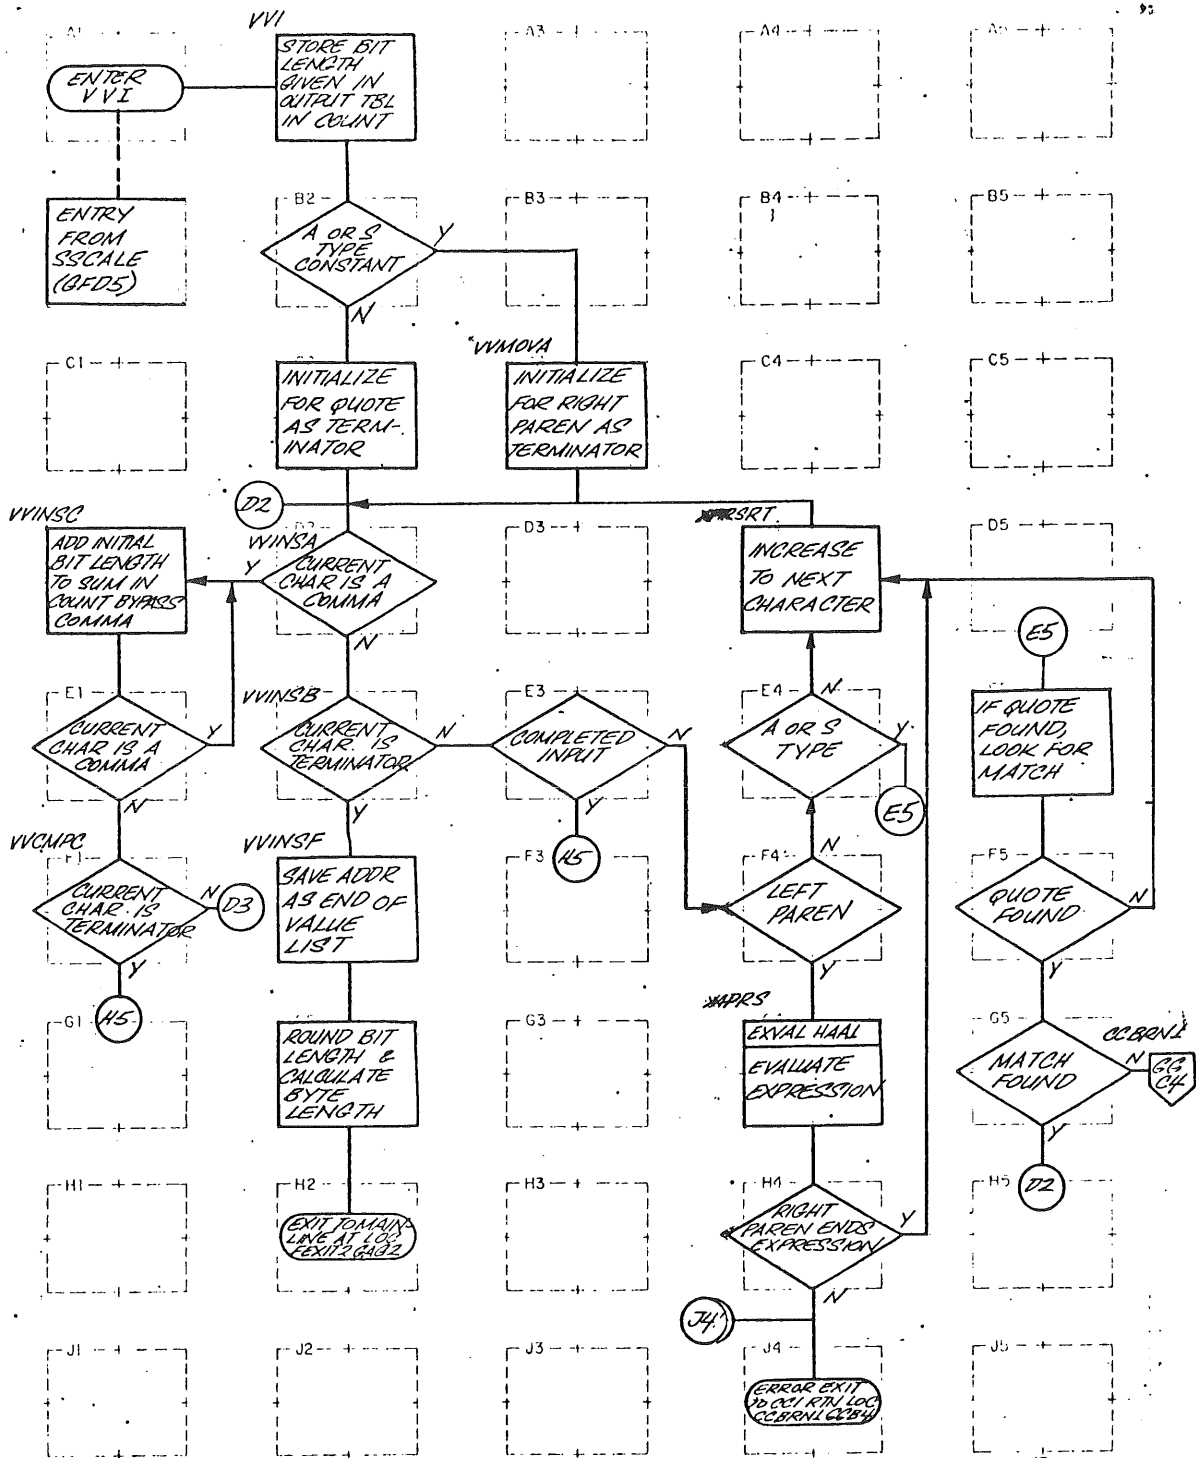 VVI
A1
A3
A4
A5
ENTER
VVI
STORE BIT
LENGTH
GIVEN IN
OUTPUT TBL
IN COUNT
ENTRY
FROM
SSCALE
(GFD5)
B2
A OR S
TYPE
CONSTANT
Y
N
B3
B4
B5
C1
INITIALIZE
FOR QUOTE
AS TERM-
INATOR
VVMOVA
INITIALIZE
FOR RIGHT
PAREN AS
TERMINATOR
C4
C5
D2
VVINSC
ADD INITIAL
BIT LENGTH
TO SUM IN
COUNT BYPASS
COMMA
VVINSA
Y
CURRENT
CHAR IS A
COMMA
N
D3
INCREASE
TO NEXT
CHARACTER
D5
E5
E1
CURRENT
CHAR IS A
COMMA
Y
N
VVINSB
CURRENT
CHAR. IS
TERMINATOR
N
Y
E3
COMPLETED
INPUT
N
Y
H5
E4
N
A OR S
TYPE
Y
E5
IF QUOTE
FOUND,
LOOK FOR
MATCH
VVCMPC
F1
CURRENT
CHAR. IS
TERMINATOR
N
D3
Y
H5
VVINSF
SAVE ADDR
AS END OF
VALUE
LIST
F3
F4
N
LEFT
PAREN
Y
F5
QUOTE
FOUND
N
Y
G1
ROUND BIT
LENGTH &
CALCULATE
BYTE
LENGTH
G3
EXVAL HAA1
EVALUATE
EXPRESSION
G5
MATCH
FOUND
CCBRN1
N
GG
C4
Y
H1
H2
EXIT TO MAIN-
LINE AT LOC
FEXIT2 GAG2
H3
H4
RIGHT
PAREN ENDS
EXPRESSION
Y
N
H5
D2
J4
J1
J2
J3
J4
ERROR EXIT
TO CC1 RTN LOC
J5